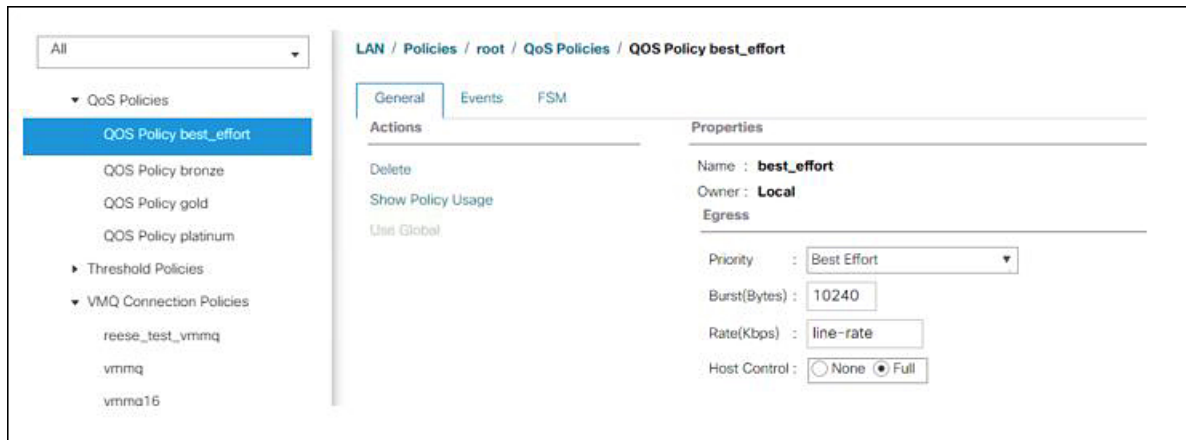 All
QoS Policies
QOS Policy best_effort
QOS Policy bronze
QOS Policy gold
QOS Policy platinum
Threshold Policies
VMQ Connection Policies
reese_test_vmmq
vmmq
vmmq16
LAN / Policies / root / QoS Policies / QOS Policy best_effort
General Events FSM
Actions
Delete
Show Policy Usage
Use Global
Properties
Name : best_effort
Owner : Local
Egress
Priority : Best Effort
Burst(Bytes) : 10240
Rate(Kbps) : line-rate
Host Control : None Full